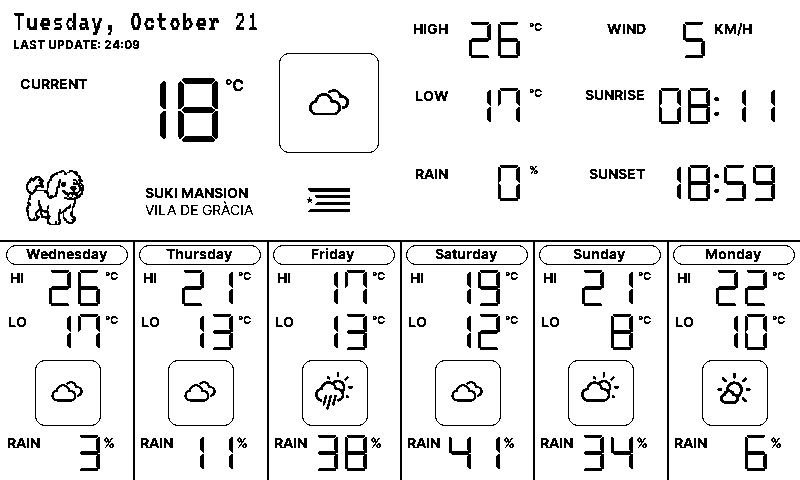 Tuesday, October 21
LAST UPDATE: 24:09
CURRENT 18 °C
SUKI MANSION
VILA DE GRÀCIA
HIGH 26 °C
LOW 17 °C
RAIN 0 %
WIND 5 KM/H
SUNRISE 08:11
SUNSET 18:59
Wednesday
HI 26 °C
LO 17 °C
RAIN 3 %
Thursday
HI 21 °C
LO 13 °C
RAIN 11 %
Friday
HI 17 °C
LO 13 °C
RAIN 38 %
Saturday
HI 19 °C
LO 12 °C
RAIN 41 %
Sunday
HI 21 °C
LO 8 °C
RAIN 34 %
Monday
HI 22 °C
LO 10 °C
RAIN 6 %